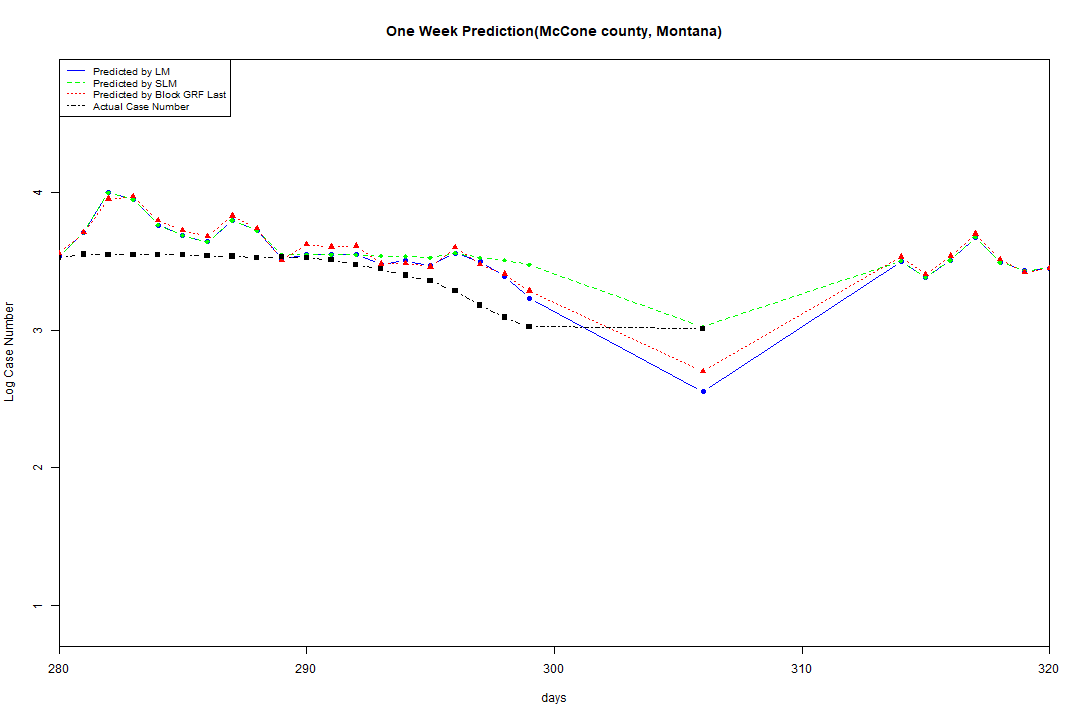 One Week Prediction(McCone county, Montana)
Predicted by LM
Predicted by SLM
Predicted by Block GRF Last
Actual Case Number
4
3
2
1
Log Case Number
280 290 300 310 320
days